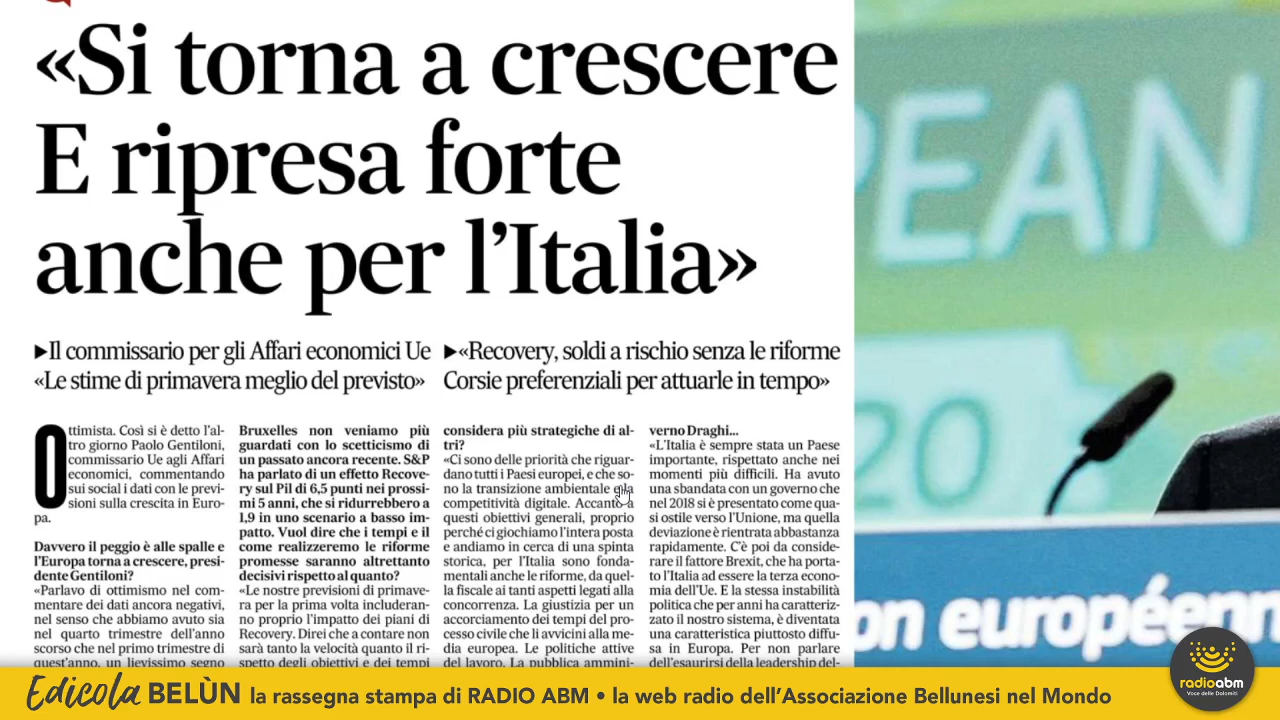 «Si torna a crescere
E ripresa forte
anche per l'Italia»
▶Il commissario per gli Affari economici Ue
«Le stime di primavera meglio del previsto»
▶«Recovery, soldi a rischio senza le riforme
Corsie preferenziali per attuarle in tempo»
Ottimista. Così si è detto l'al-
tro giorno Paolo Gentiloni,
commissario Ue agli Affari
economici, commentando
sui social i dati con le previ-
sioni sulla crescita in Euro-
pa.
Davvero il peggio è alle spalle e
l'Europa torna a crescere, presi-
dente Gentiloni?
«Parlavo di ottimismo nel com-
mentare dei dati ancora negativi,
nel senso che abbiamo avuto sia
nel quarto trimestre dell'anno
scorso che nel primo trimestre di
quest'anno, un lievissimo segno
Bruxelles non veniamo più
guardati con lo scetticismo di
un passato ancora recente. S&P
ha parlato di un effetto Recove-
ry sul Pil di 6,5 punti nei prossi-
mi 5 anni, che si ridurrebbero a
1,9 in uno scenario a basso im-
patto. Vuol dire che i tempi e il
come realizzeremo le riforme
promesse saranno altrettanto
decisivi rispetto al quanto?
«Le nostre previsioni di primave-
ra per la prima volta includeran-
no proprio l'impatto dei piani di
Recovery. Direi che a contare non
sarà tanto la velocità quanto il ri-
spetto degli obiettivi e dei tempi
considera più strategiche di al-
tri?
«Ci sono delle priorità che riguar-
dano tutti i Paesi europei, e che so-
no la transizione ambientale e la
competitività digitale. Accanto a
questi obiettivi generali, proprio
perché ci giochiamo l'intera posta
e andiamo in cerca di una spinta
storica, per l'Italia sono fonda-
mentali anche le riforme, da quel-
la fiscale ai tanti aspetti legati alla
concorrenza. La giustizia per un
accorciamento dei tempi del pro-
cesso civile che li avvicini alla me-
dia europea. Le politiche attive
del lavoro. La pubblica ammini-
verno Draghi...
«L'Italia è sempre stata un Paese
importante, rispettato anche nei
momenti più difficili. Ha avuto
una sbandata con un governo che
nel 2018 si è presentato come qua-
si ostile verso l'Unione, ma quella
deviazione è rientrata abbastanza
rapidamente. C'è poi da conside-
rare il fattore Brexit, che ha porta-
to l'Italia ad essere la terza econo-
mia dell'Ue. E la stessa instabilità
politica che per anni ha caratteriz-
zato il nostro sistema, è diventata
una caratteristica piuttosto diffu-
sa in Europa. Per non parlare
dell'esaurirsi della leadership del-
PEAN
20
on européenn
Edicola BELÙN la rassegna stampa di RADIO ABM • la web radio dell'Associazione Bellunesi nel Mondo
radioabm
Voce delle Dolomiti